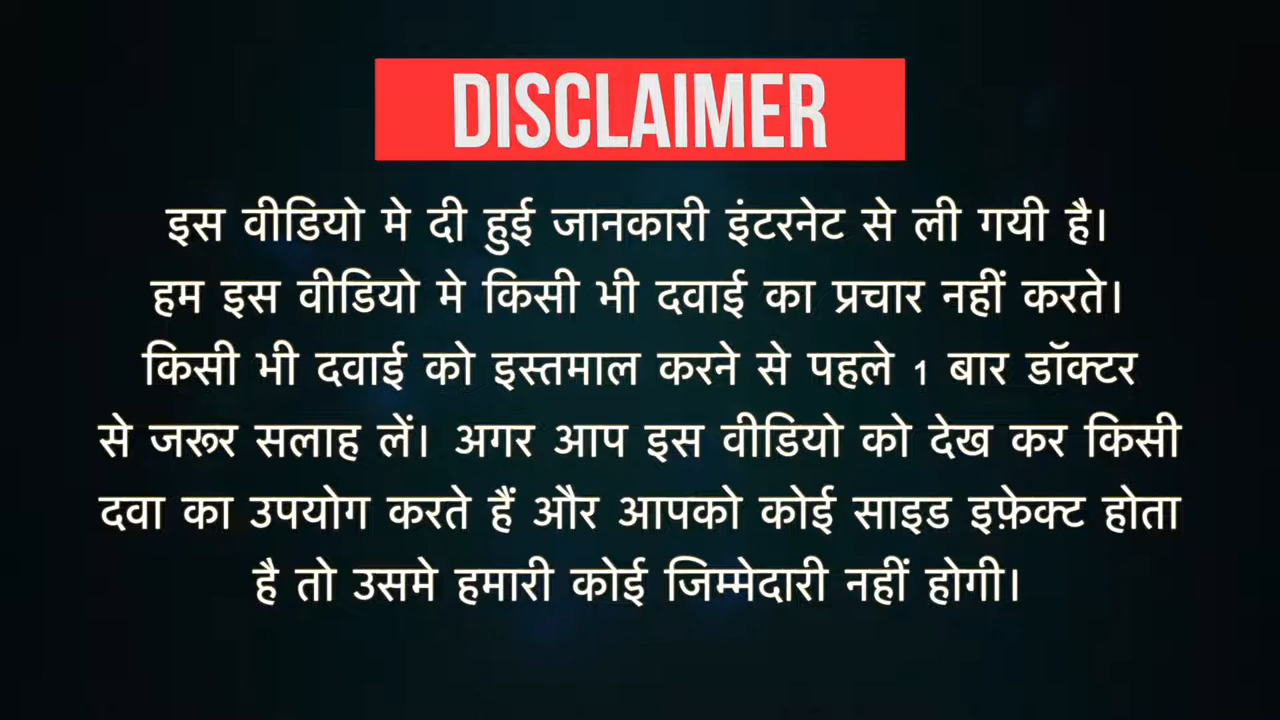 DISCLAIMER
इस वीडियो मे दी हुई जानकारी इंटरनेट से ली गयी है।
हम इस वीडियो मे किसी भी दवाई का प्रचार नहीं करते।
किसी भी दवाई को इस्तमाल करने से पहले 1 बार डॉक्टर
से जरूर सलाह लें। अगर आप इस वीडियो को देख कर किसी
दवा का उपयोग करते हैं और आपको कोई साइड इफ़ेक्ट होता
है तो उसमे हमारी कोई जिम्मेदारी नहीं होगी।